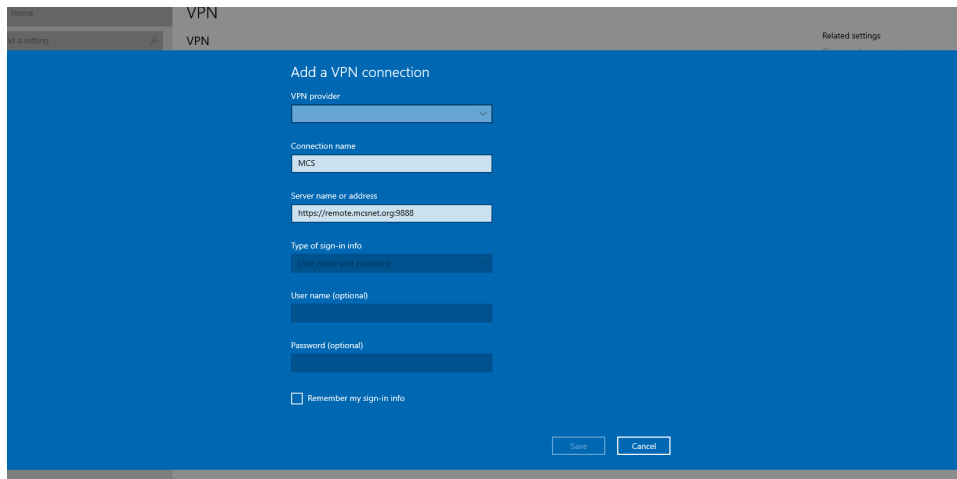 Home
VPN
nd a setting
VPN
Related settings
Add a VPN connection
VPN provider
Connection name
MCS
Server name or address
https://remote.mcsnet.org:9888
Type of sign-in info
User name and password
User name (optional)
Password (optional)
Remember my sign-in info
Save
Cancel